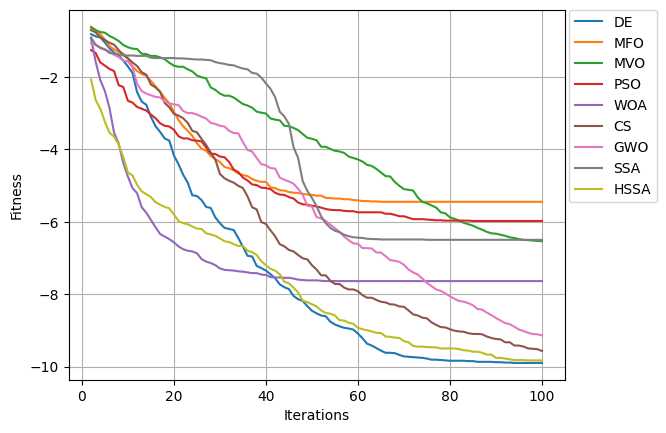 DE
MFO
MVO
PSO
WOA
CS
GWO
SSA
HSSA
Fitness
−2
−4
−6
−8
−10
0 20 40 60 80 100
Iterations